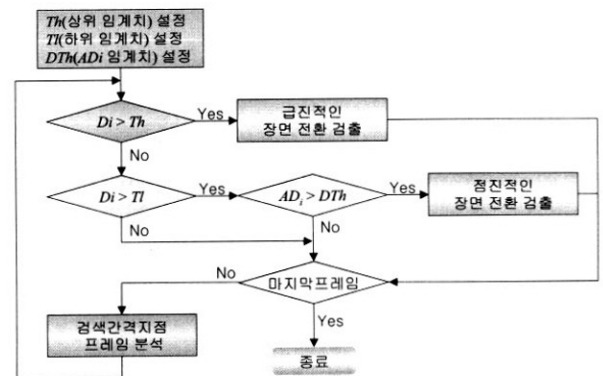 Th(상위 임계치) 설정
Tl(하위 임계치) 설정
DTh(ADi 임계치) 설정
Di > Th
Yes
급진적인
장면 전환 검출
No
Di > Tl
Yes
ADi > DTh
Yes
점진적인
장면 전환 검출
No
No
No
마지막프레임
Yes
검색간격지점
프레임 분석
종료